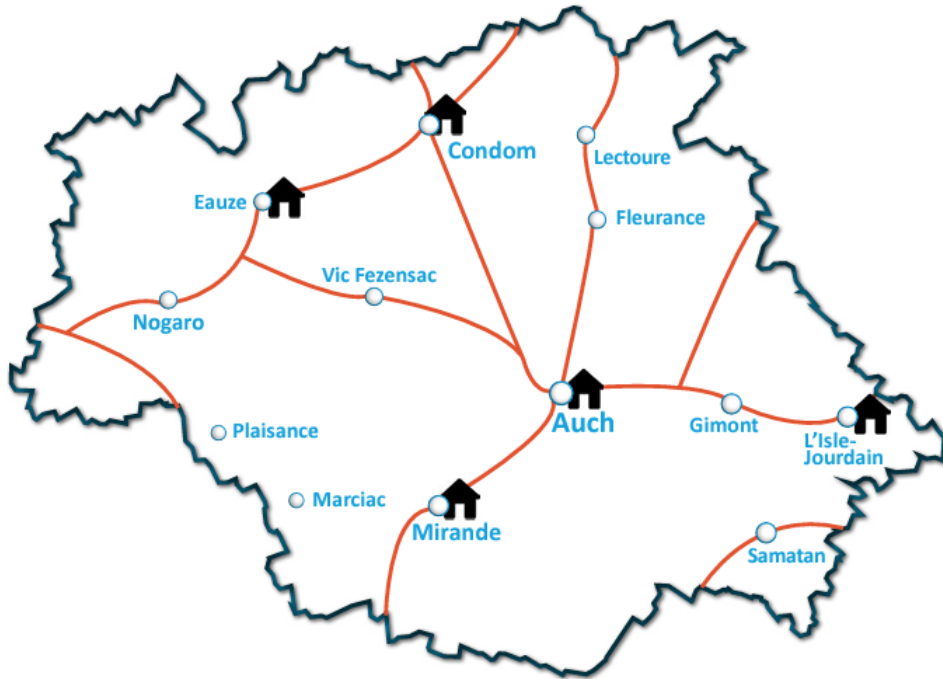 Condom
Lectoure
Eauze
Fleurance
Vic Fezensac
Nogaro
Auch
Gimont
L'Isle-
Jourdain
Plaisance
Marciac
Mirande
Samatan